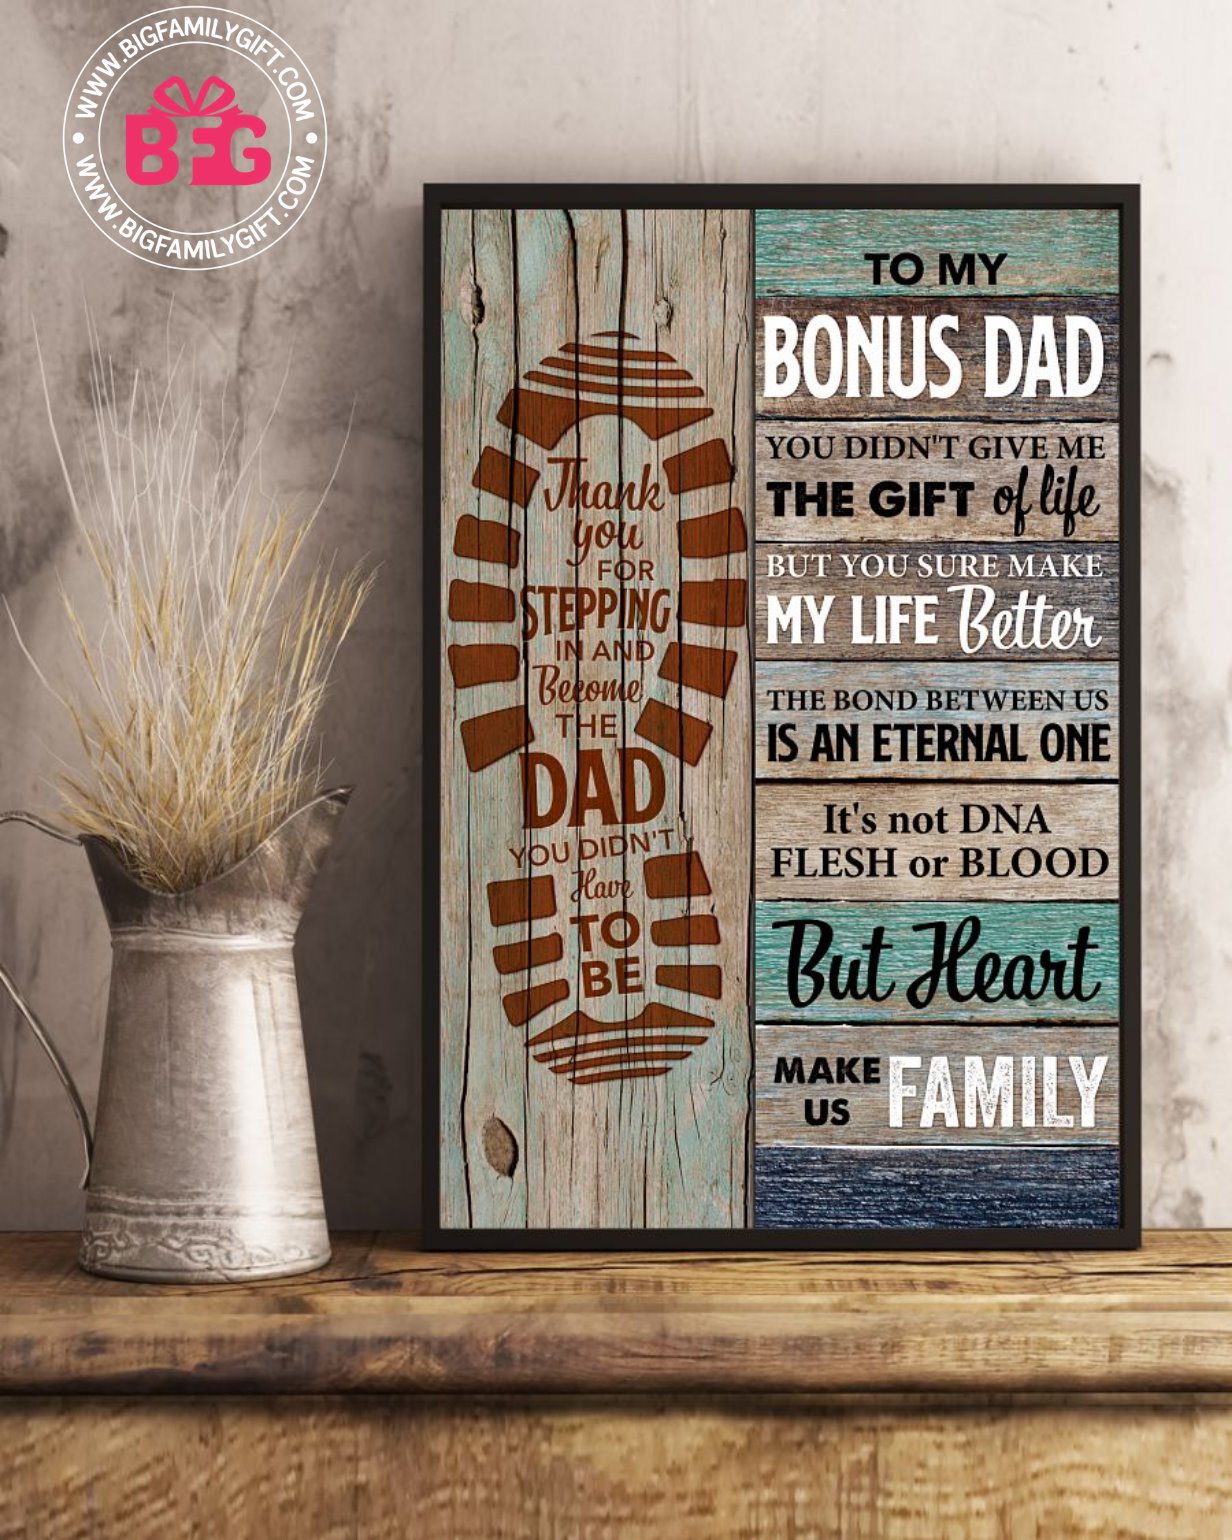 WWW.BIGFAMILYGIFT.COM
BFG
WWW.BIGFAMILYGIFT.COM
Thank
you
FOR
STEPPING
IN AND
Become
THE
DAD
YOU DIDN'T
Have
TO
BE
TO MY
BONUS DAD
YOU DIDN'T GIVE ME
THE GIFT of life
BUT YOU SURE MAKE
MY LIFE Better
THE BOND BETWEEN US
IS AN ETERNAL ONE
It's not DNA
FLESH or BLOOD
But Heart
MAKE
US
FAMILY